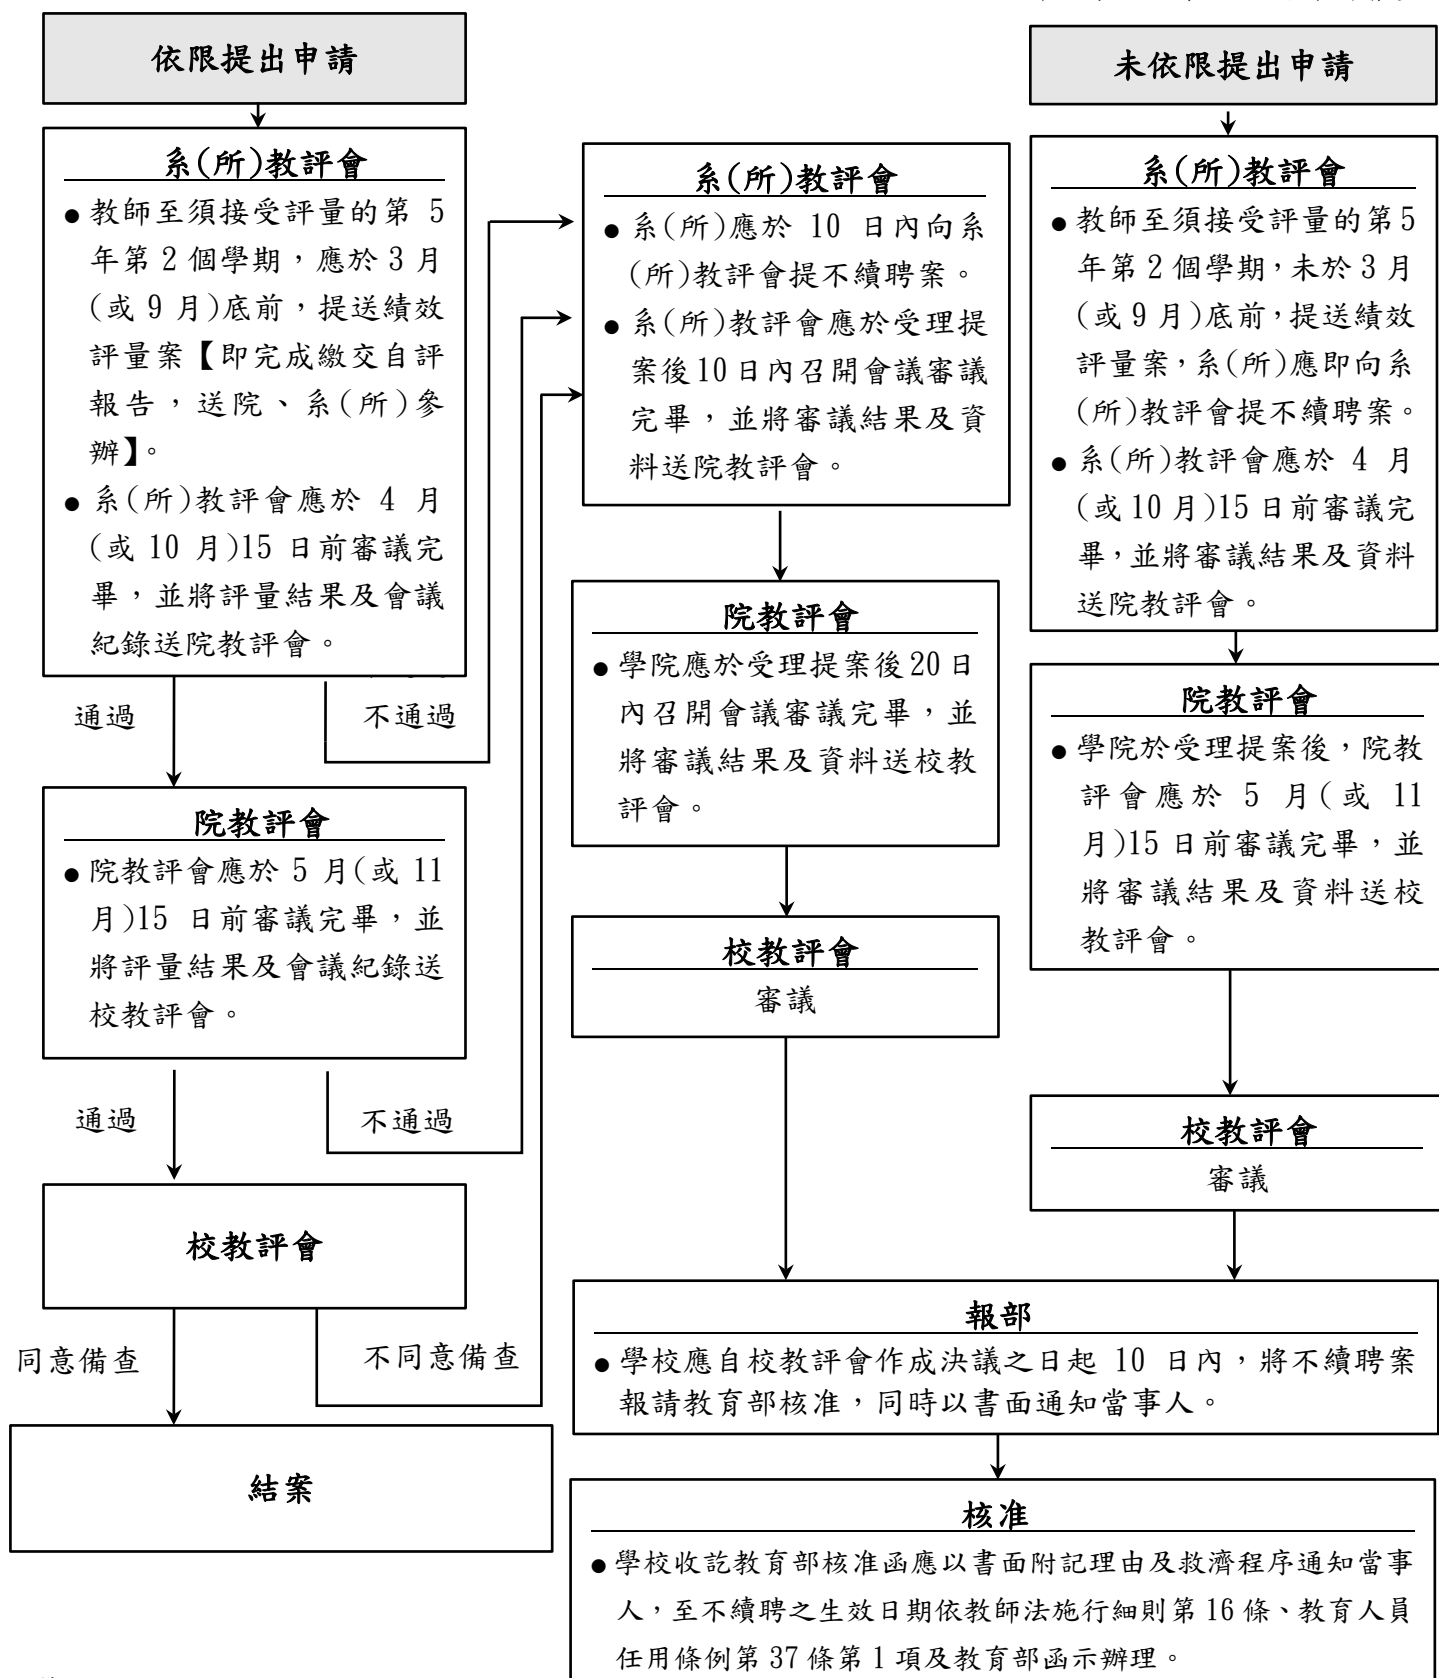 依限提出申請
系(所)教評會
●教師至須接受評量的第 5
年第 2 個學期，應於 3 月
(或 9 月)底前，提送績效
評量案【即完成繳交自評
報告，送院、系(所)參
辦】。
●系(所)教評會應於 4 月
(或 10 月)15 日前審議完
畢，並將評量結果及會議
紀錄送院教評會。
通過
不通過
院教評會
●院教評會應於 5 月(或 11
月)15 日前審議完畢，並
將評量結果及會議紀錄送
校教評會。
通過
不通過
校教評會
同意備查
不同意備查
結案
系(所)教評會
●系(所)應於 10 日內向系
(所)教評會提不續聘案。
●系(所)教評會應於受理提
案後10日內召開會議審議
完畢，並將審議結果及資
料送院教評會。
院教評會
●學院應於受理提案後20日
內召開會議審議完畢，並
將審議結果及資料送校教
評會。
校教評會
審議
未依限提出申請
系(所)教評會
●教師至須接受評量的第5
年第 2 個學期，未於 3 月
(或 9 月)底前，提送績效
評量案，系(所)應即向系
(所)教評會提不續聘案。
●系(所)教評會應於 4 月
(或 10 月)15 日前審議完
畢，並將審議結果及資料
送院教評會。
院教評會
●學院於受理提案後，院教
評會應於 5 月(或 11
月)15 日前審議完畢，並
將審議結果及資料送校
教評會。
校教評會
審議
報部
●學校應自校教評會作成決議之日起 10 日內，將不續聘案
報請教育部核准，同時以書面通知當事人。
核准
●學校收訖教育部核准函應以書面附記理由及救濟程序通知當事
人，至不續聘之生效日期依教師法施行細則第 16 條、教育人員
任用條例第 37 條第 1 項及教育部函示辦理。